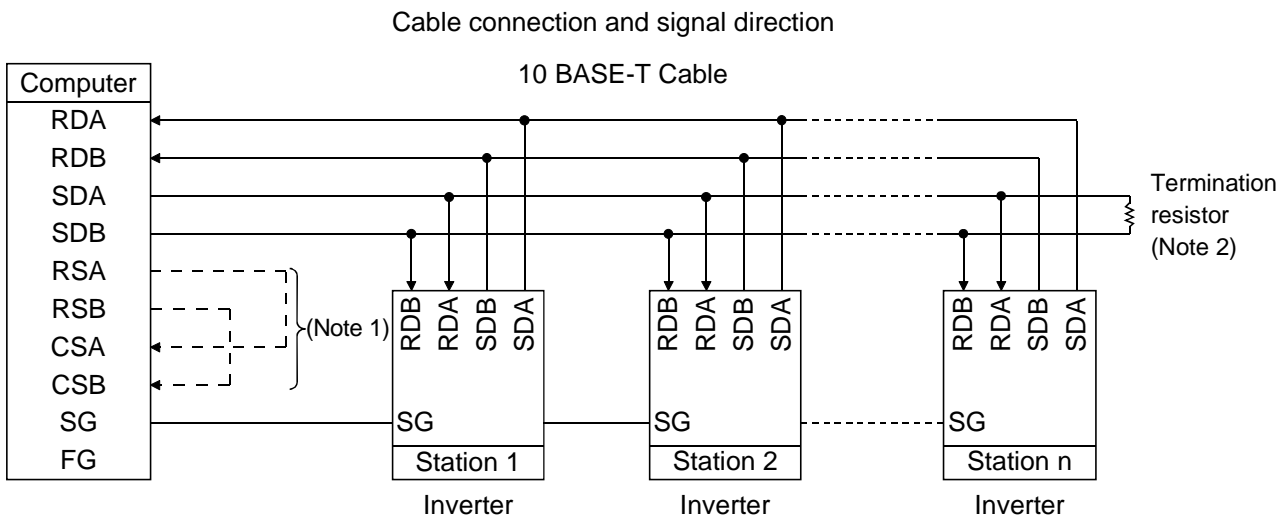 Cable connection and signal direction
10 BASE-T Cable
Computer
RDA
RDB
SDA
SDB
RSA
RSB
CSA
CSB
SG
FG
(Note 1)
RDB
RDA
SDB
SDA
SG
Station 1
Inverter
RDB
RDA
SDB
SDA
SG
Station 2
Inverter
RDB
RDA
SDB
SDA
SG
Station n
Inverter
Termination
resistor
(Note 2)